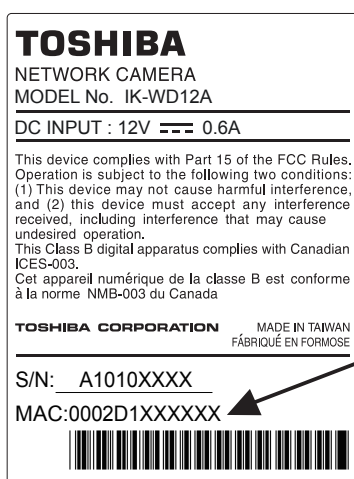 TOSHIBA
NETWORK CAMERA
MODEL No. IK-WD12A
DC INPUT : 12V 0.6A
This device complies with Part 15 of the FCC Rules.
Operation is subject to the following two conditions:
(1) This device may not cause harmful interference,
and (2) this device must accept any interference
received, including interference that may cause
undesired operation.
This Class B digital apparatus complies with Canadian
ICES-003.
Cet appareil numérique de la classe B est conforme
à la norme NMB-003 du Canada
TOSHIBA CORPORATION MADE IN TAIWAN
FÁBRIQUÉ EN FORMOSE
S/N: A1010XXXX
MAC:0002D1XXXXXX